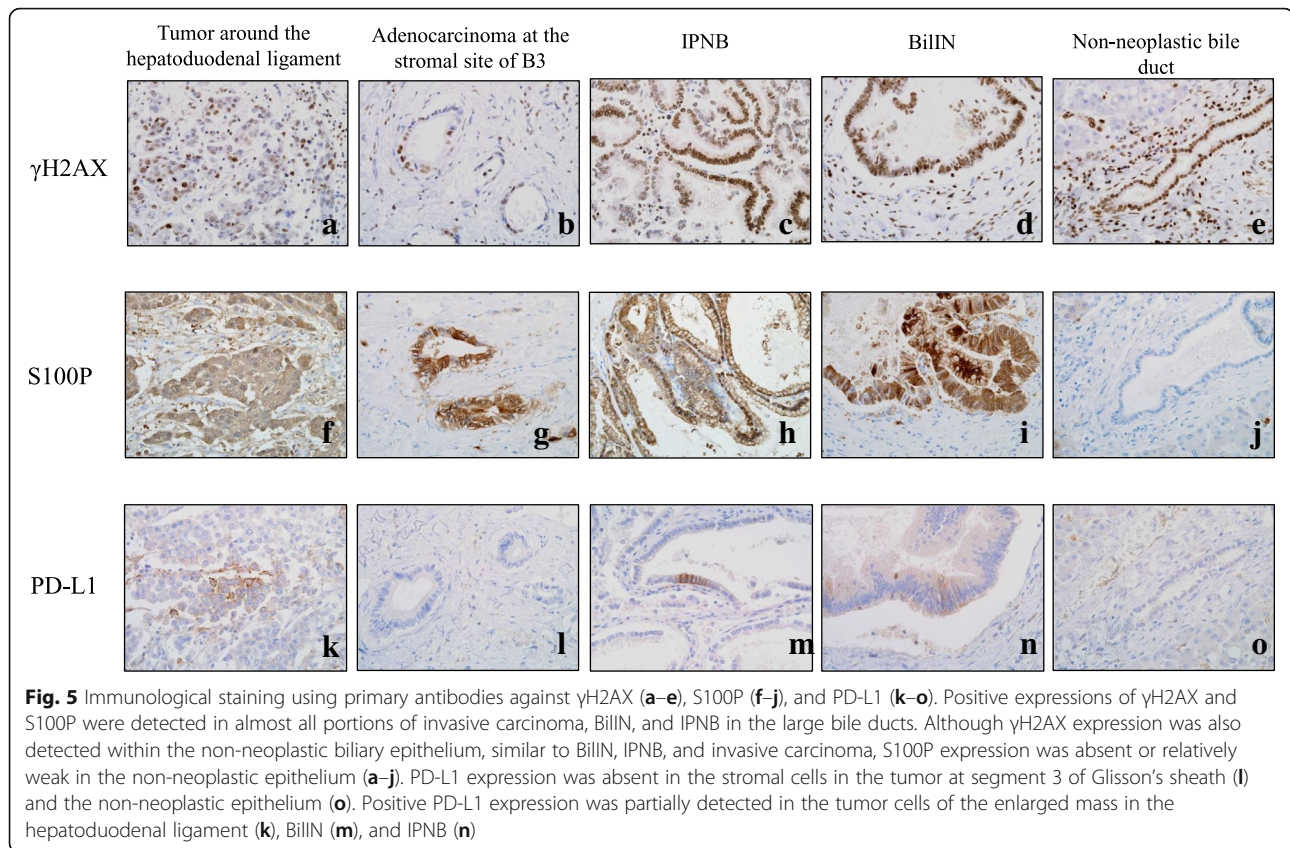 Tumor around the hepatoduodenal ligament
Adenocarcinoma at the stromal site of B3
IPNB
BilIN
Non-neoplastic bile duct
γH2AX
a
b
c
d
e
S100P
f
g
h
i
j
PD-L1
k
l
m
n
o
Fig. 5 Immunological staining using primary antibodies against γH2AX (a–e), S100P (f–j), and PD-L1 (k–o). Positive expressions of γH2AX and
S100P were detected in almost all portions of invasive carcinoma, BilIN, and IPNB in the large bile ducts. Although γH2AX expression was also
detected within the non-neoplastic biliary epithelium, similar to BilIN, IPNB, and invasive carcinoma, S100P expression was absent or relatively
weak in the non-neoplastic epithelium (a–j). PD-L1 expression was absent in the stromal cells in the tumor at segment 3 of Glisson's sheath (l)
and the non-neoplastic epithelium (o). Positive PD-L1 expression was partially detected in the tumor cells of the enlarged mass in the
hepatoduodenal ligament (k), BilIN (m), and IPNB (n)